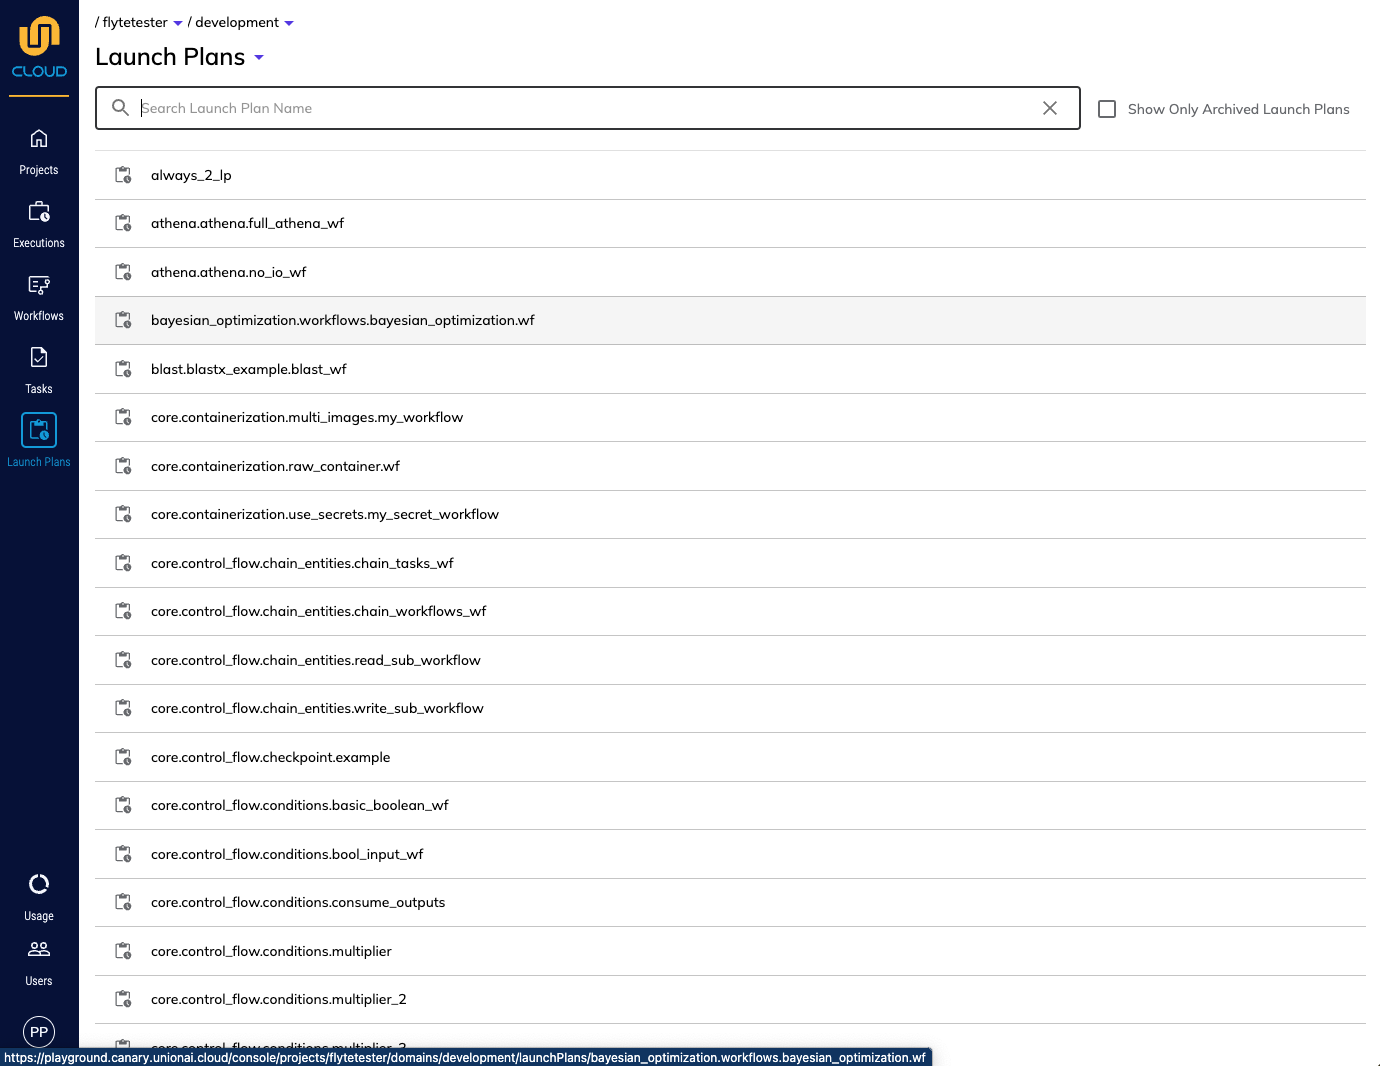 / flytetester / development
Launch Plans
CLOUD
Search Launch Plan Name
Show Only Archived Launch Plans
Projects
Executions
Workflows
Tasks
Launch Plans
always_2_lp
athena.athena.full_athena_wf
athena.athena.no_io_wf
bayesian_optimization.workflows.bayesian_optimization.wf
blast.blastx_example.blast_wf
core.containerization.multi_images.my_workflow
core.containerization.raw_container.wf
core.containerization.use_secrets.my_secret_workflow
core.control_flow.chain_entities.chain_tasks_wf
core.control_flow.chain_entities.chain_workflows_wf
core.control_flow.chain_entities.read_sub_workflow
core.control_flow.chain_entities.write_sub_workflow
core.control_flow.checkpoint.example
core.control_flow.conditions.basic_boolean_wf
core.control_flow.conditions.bool_input_wf
core.control_flow.conditions.consume_outputs
core.control_flow.conditions.multiplier
core.control_flow.conditions.multiplier_2
core.control_flow.conditions.multiplier_3
Usage
Users
PP
https://playground.canary.unionai.cloud/console/projects/flytetester/domains/development/launchPlans/bayesian_optimization.workflows.bayesian_optimization.wf